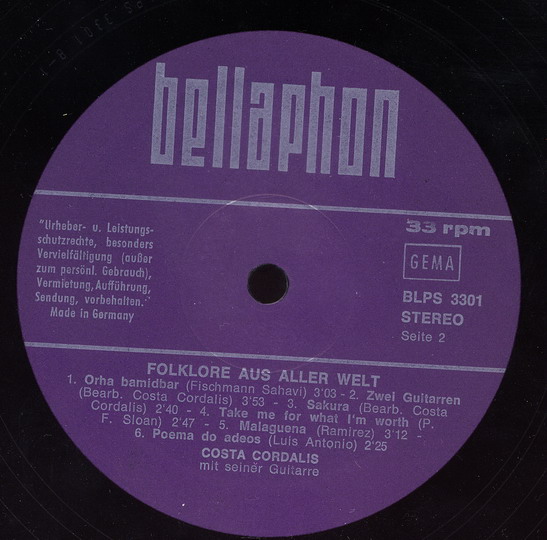 bellaphon
33 rpm
"Urheber- u. Leistungs-
schutzrechte, besonders
Vervielfältigung (außer
zum persönl. Gebrauch),
Vermietung, Aufführung,
Sendung, vorbehalten."
Made in Germany
GEMA
BLPS 3301
STEREO
Seite 2
FOLKLORE AUS ALLER WELT
1. Orha bamidbar (Fischmann Sahavi) 3'03 - 2. Zwei Guitarren
(Bearb. Costa Cordalis) 3'53 - 3. Sakura (Bearb. Costa
Cordalis) 2'40 - 4. Take me for what I'm worth (P.
F. Sloan) 2'47 - 5. Malaguena (Ramirez) 3'12 -
6. Poema do adeos (Luis Antonio) 2'25
COSTA CORDALIS
mit seiner Guitarre